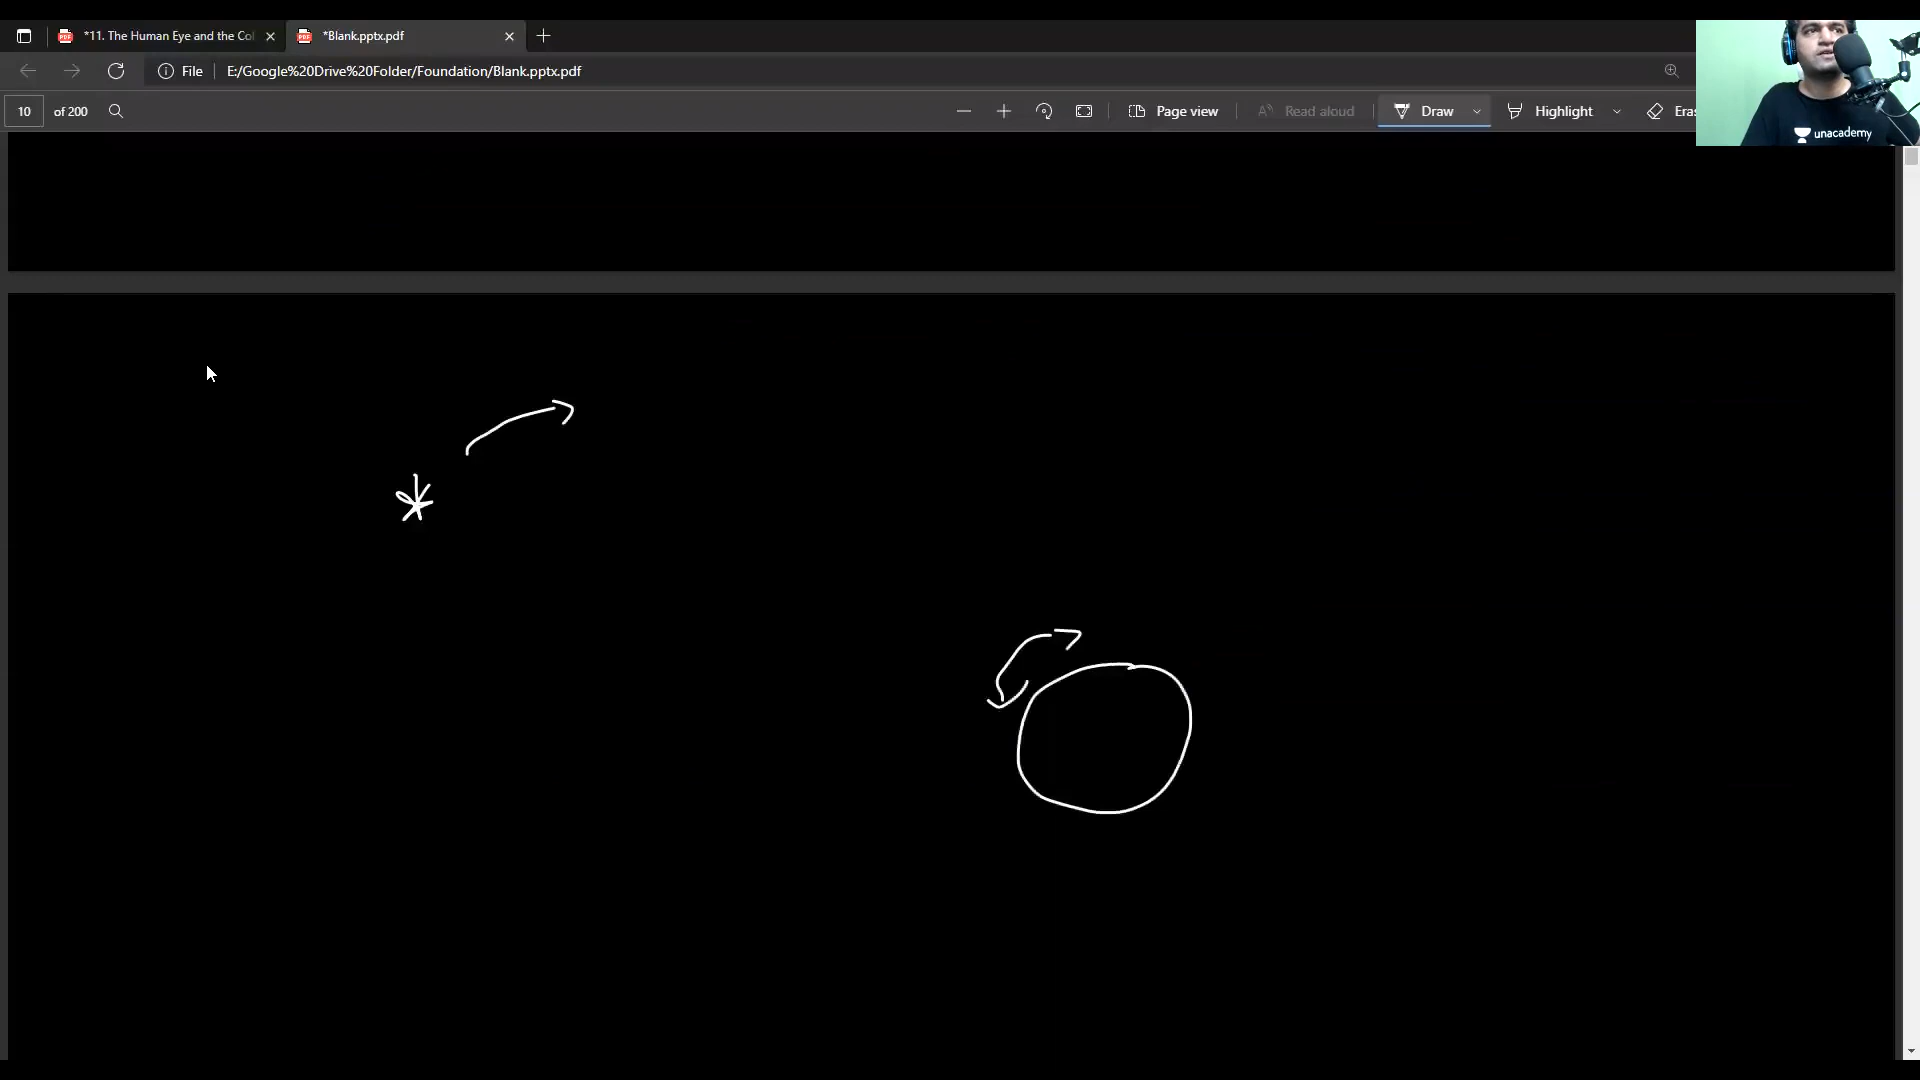 *11. The Human Eye and the Col
*Blank.pptx.pdf
File E:/Google%20Drive%20Folder/Foundation/Blank.pptx.pdf
10 of 200 Page view Read aloud Draw Highlight Eras
unacademy